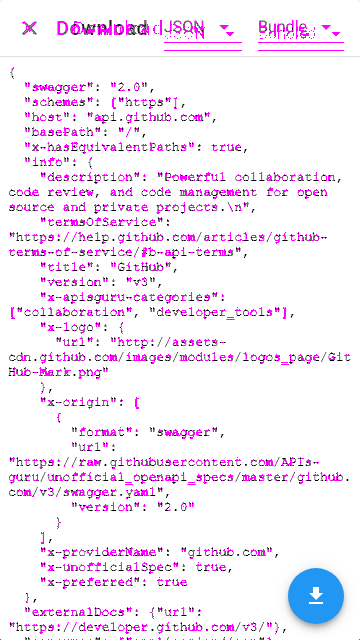 Download JSON Bundle
{
"swagger": "2.0",
"schemes": ["https"],
"host": "api.github.com",
"basePath": "/",
"x-hasEquivalentPaths": true,
"info": {
"description": "Powerful collaboration,
code review, and code management for open
source and private projects.\n",
"termsOfService":
"https://help.github.com/articles/github-
terms-of-service/#b-api-terms",
"title": "GitHub",
"version": "v3",
"x-apisguru-categories":
["collaboration", "developer_tools"],
"x-logo": {
"url": "http://assets-
cdn.github.com/images/modules/logos_page/Git
Hub-Mark.png"
},
"x-origin": [
{
"format": "swagger",
"url":
"https://raw.githubusercontent.com/APIs-
guru/unofficial_openapi_specs/master/github.
com/v3/swagger.yaml",
"version": "2.0"
}
],
"x-providerName": "github.com",
"x-unofficialSpec": true,
"x-preferred": true
},
"externalDocs": {"url":
"https://developer.github.com/v3/"},